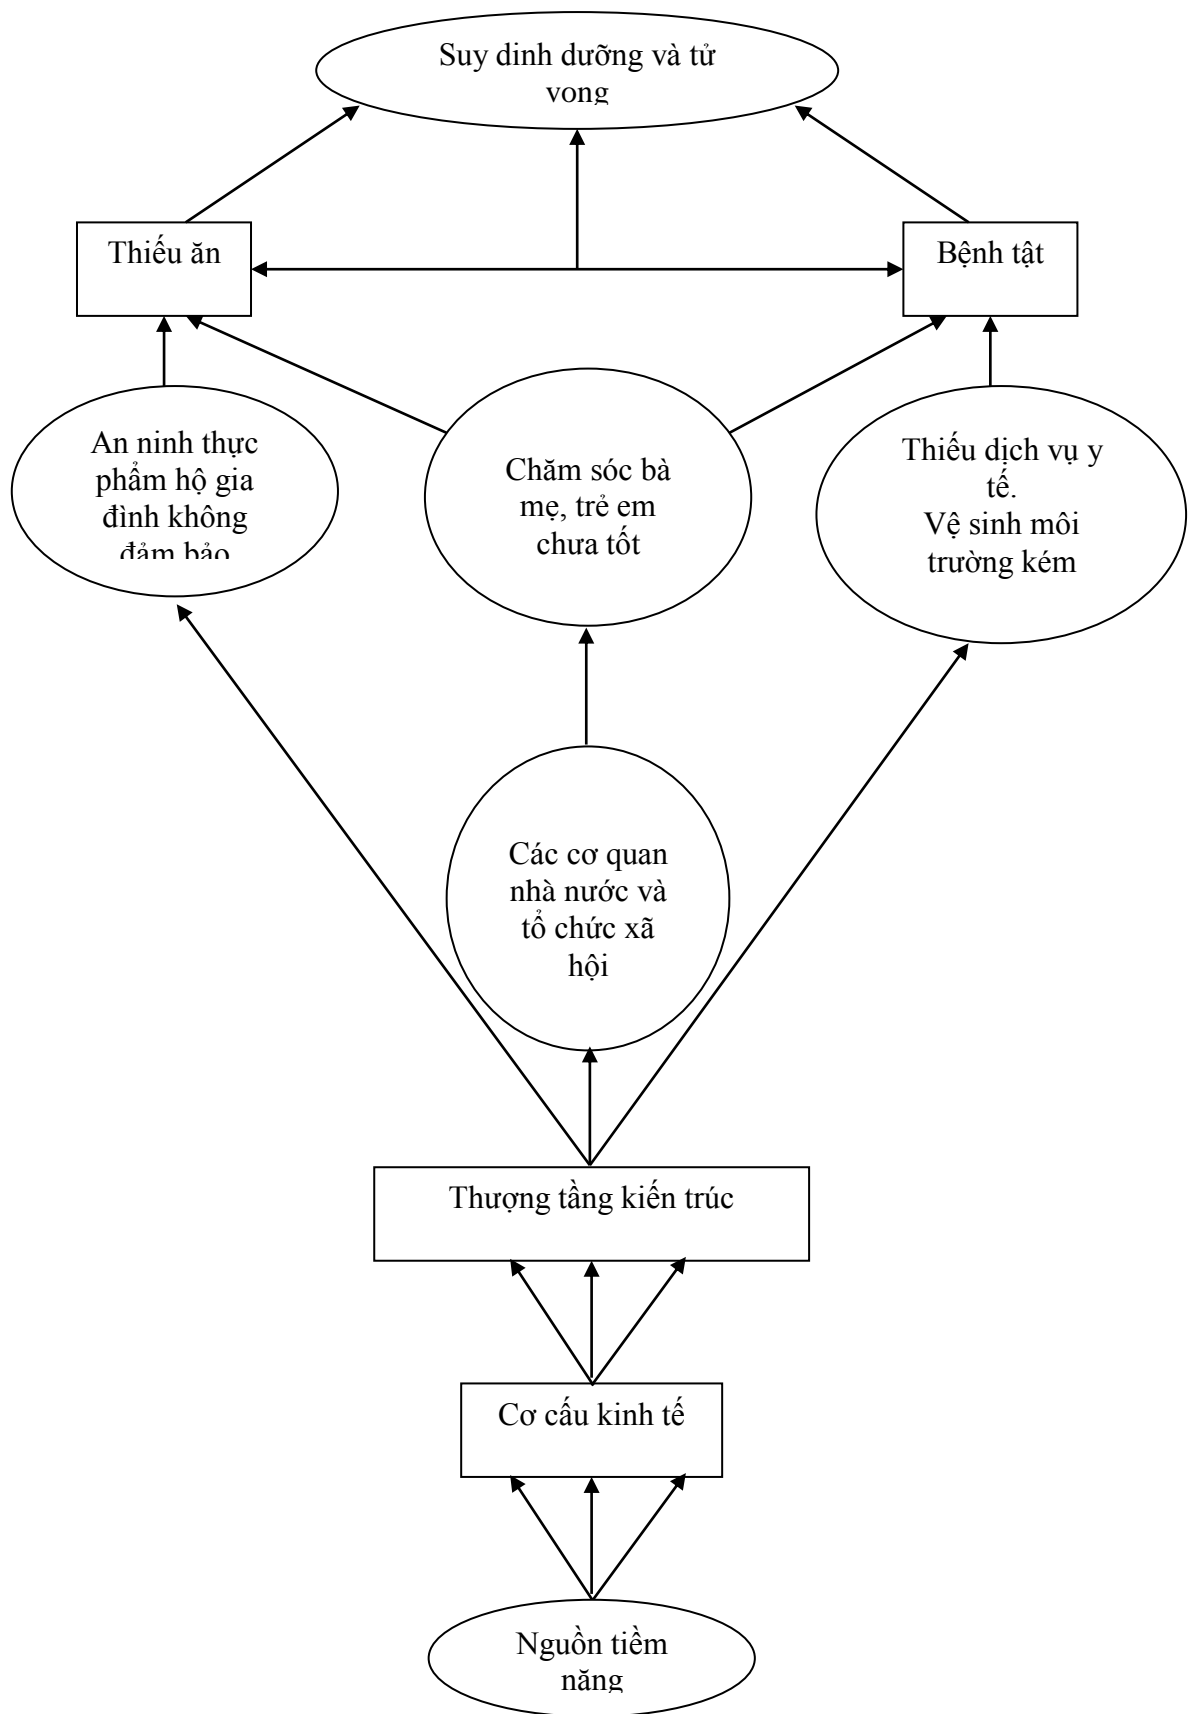 Suy dinh dưỡng và tử
vong
Thiếu ăn
Bệnh tật
An ninh thực
phẩm hộ gia
đình không
đảm bảo
Chăm sóc bà
mẹ, trẻ em
chưa tốt
Thiếu dịch vụ y
tế.
Vệ sinh môi
trường kém
Các cơ quan
nhà nước và
tổ chức xã
hội
Thượng tầng kiến trúc
Cơ cấu kinh tế
Nguồn tiềm
năng